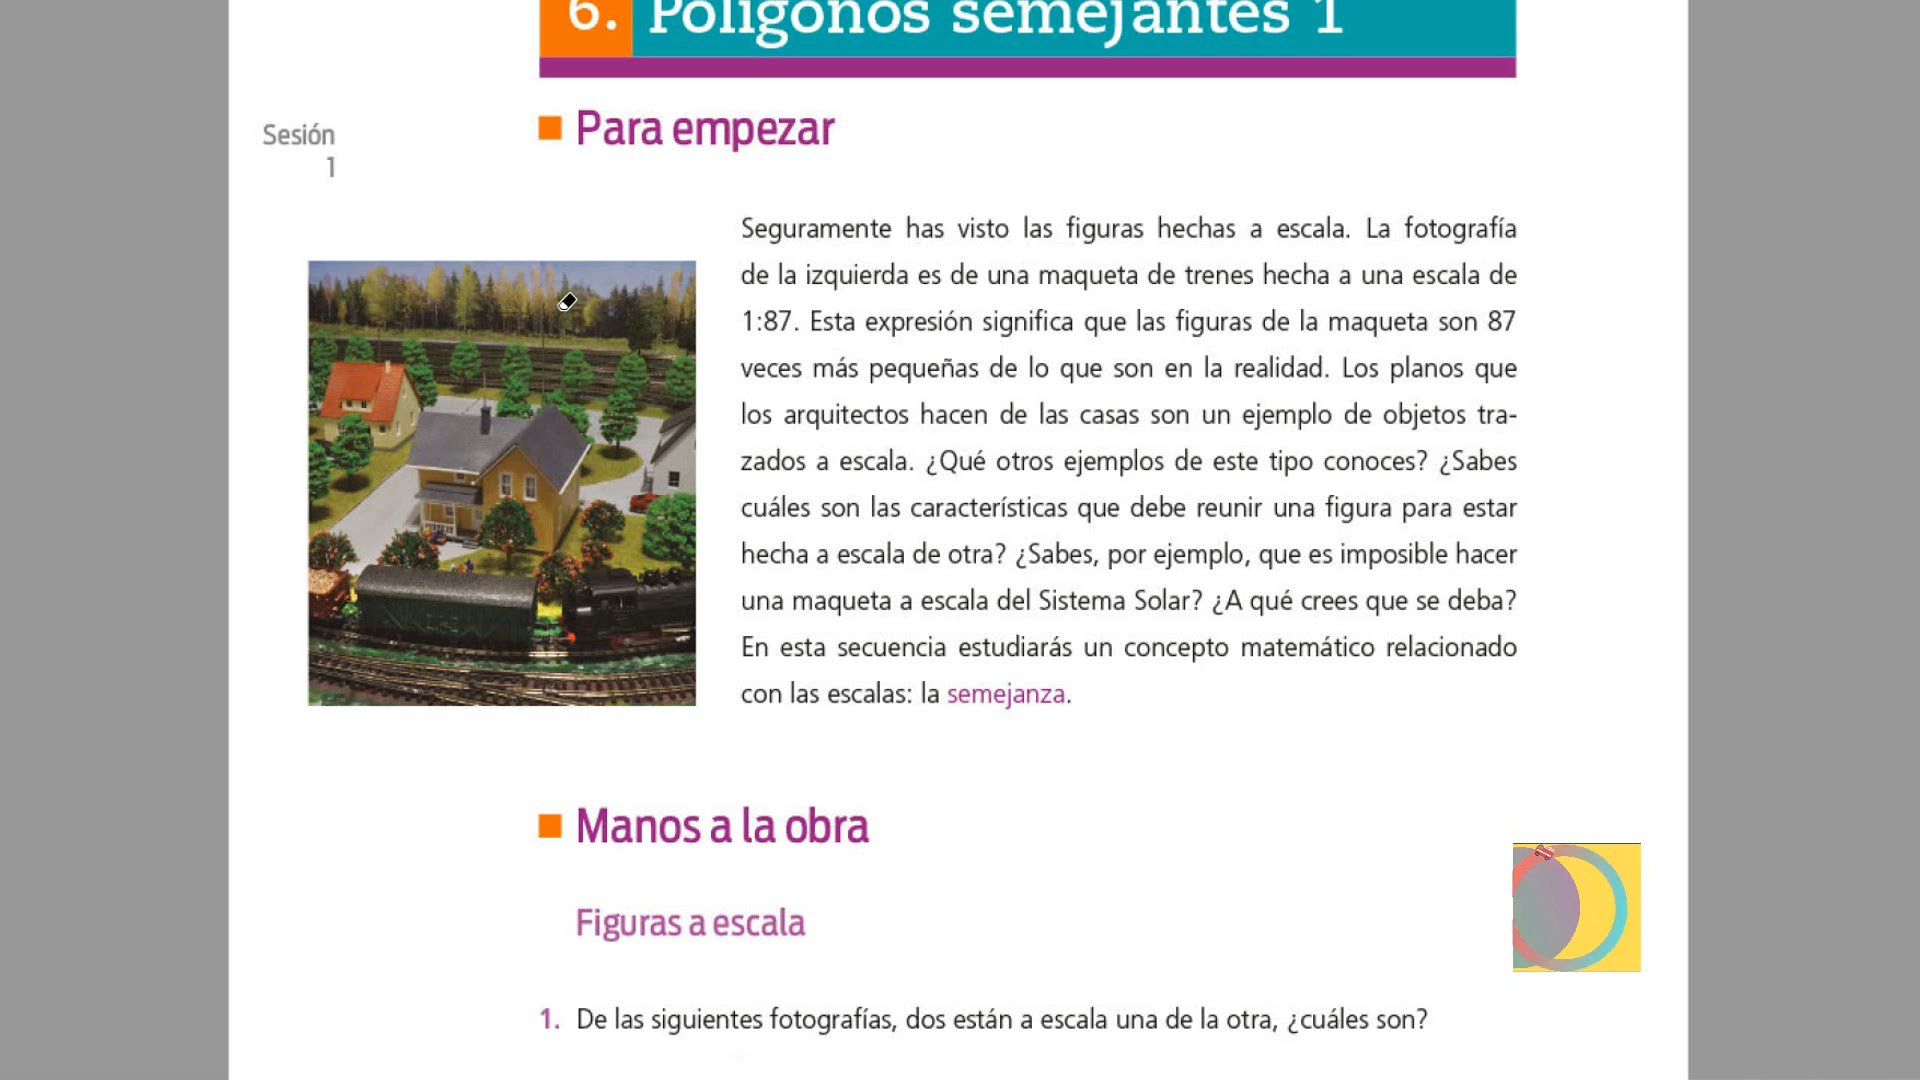 6. Polígonos semejantes 1
Para empezar
Sesión
1
Seguramente has visto las figuras hechas a escala. La fotografía
de la izquierda es de una maqueta de trenes hecha a una escala de
1:87. Esta expresión significa que las figuras de la maqueta son 87
veces más pequeñas de lo que son en la realidad. Los planos que
los arquitectos hacen de las casas son un ejemplo de objetos tra-
zados a escala. ¿Qué otros ejemplos de este tipo conoces? ¿Sabes
cuáles son las características que debe reunir una figura para estar
hecha a escala de otra? ¿Sabes, por ejemplo, que es imposible hacer
una maqueta a escala del Sistema Solar? ¿A qué crees que se deba?
En esta secuencia estudiarás un concepto matemático relacionado
con las escalas: la semejanza.
Manos a la obra
Figuras a escala
1. De las siguientes fotografías, dos están a escala una de la otra, ¿cuáles son?